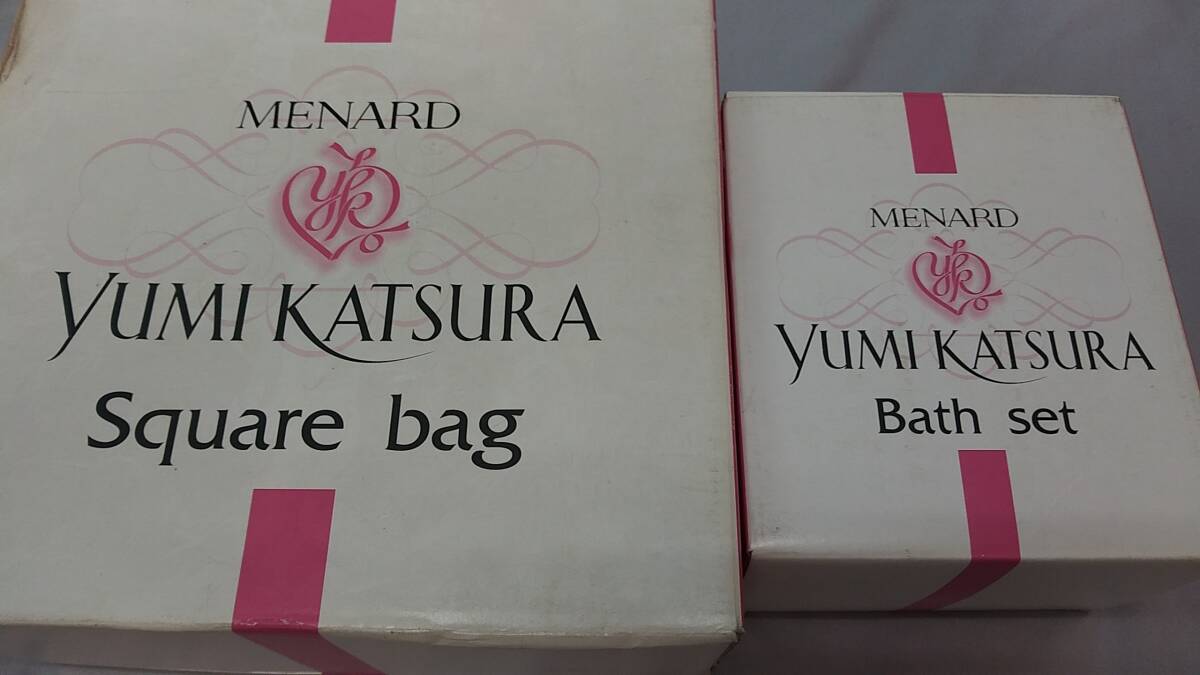 MENARD
yk
YUMI KATSURA
Square bag
MENARD
yk
YUMI KATSURA
Bath set